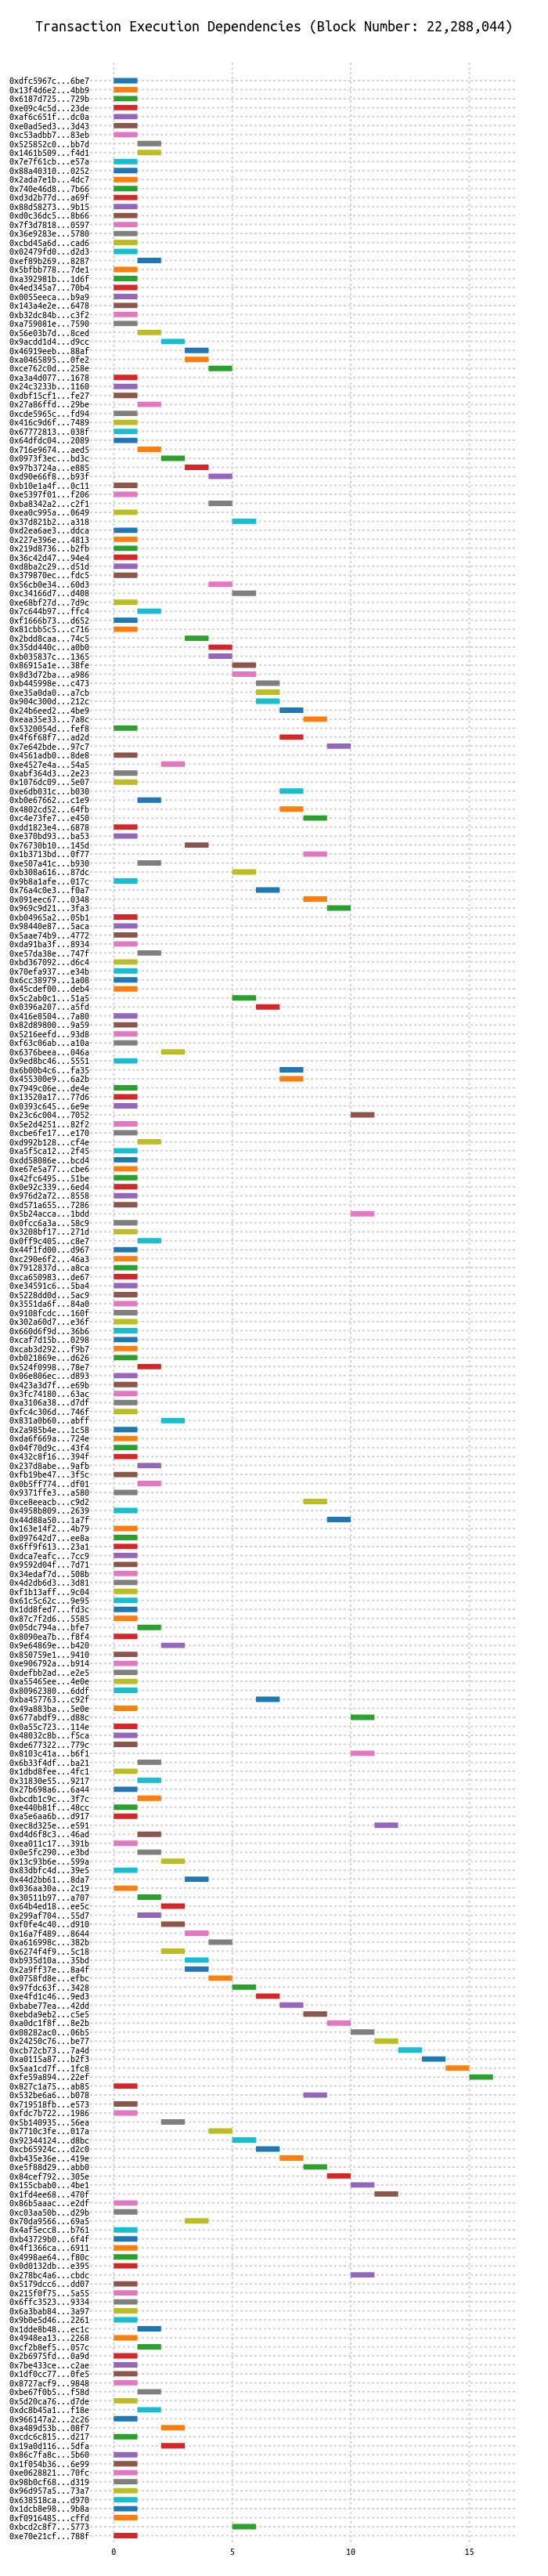 Transaction Execution Dependencies (Block Number: 22,288,044)
0xdfc5967c...6be7
0x13f4d6e2...4bb9
0x6187d725...729b
0xe09c4c5d...23de
0xaf6c651f...dc0a
0xe0ad5ed3...3d43
0xc53adbb7...83eb
0x525852c0...bb7d
0x1461b509...f4d1
0x7e7f61cb...e57a
0x88a40310...0252
0x2ada7e1b...4dc7
0x740e46d8...7b66
0xd3d2b77d...a69f
0x88d58273...9b15
0xd0c36dc5...8b66
0x7f3d7818...0597
0x36e9283e...5780
0xcbd45a6d...cad6
0x02479fd0...d2d3
0xef89b269...8287
0x5bfbb778...7de1
0xa392981b...1d6f
0x4ed345a7...70b4
0x0055eeca...b9a9
0x143a4e2e...6478
0xb32dc84b...c3f2
0xa759081e...7590
0x56e03b7d...8ced
0x9acdd1d4...d9cc
0x46919eeb...88af
0xa0465895...0fe2
0xce762c0d...258e
0xa3a4d077...1678
0x24c3233b...1160
0xdbf15cf1...fe27
0x27a86ffd...29be
0xcde5965c...fd94
0x416c9d6f...7489
0x67772813...038f
0x64dfdc04...2089
0x716e9674...aed5
0x0973f3ec...bd3c
0x97b3724a...e885
0xd90e66f8...b93f
0xb10e1a4f...0c11
0xe5397f01...f206
0xba8342a2...c2f1
0xea0c995a...0649
0x37d821b2...a318
0xd2ea6ae3...ddca
0x227e396e...4813
0x219d8736...b2fb
0x36c42d47...94e4
0xd8ba2c29...d51d
0x379870ec...fdc5
0x56cb0e34...60d3
0xc34166d7...d408
0xe68bf27d...7d9c
0x7c644b97...ffc4
0xf1666b73...d652
0x81cbb5c5...c716
0x2bdd8caa...74c5
0x35dd440c...a0b0
0xb035837c...1365
0x86915a1e...38fe
0x8d3d72ba...a986
0xb445998e...c473
0xe35a0da0...a7cb
0x904c300d...212c
0x24b6eed2...4be9
0xeaa35e33...7a8c
0x5320054d...fef8
0x4f6f68f7...ad2d
0x7e642bde...97c7
0x4561adb0...8de8
0xe4527e4a...54a5
0xabf364d3...2e23
0x1076dc09...5e07
0xe6db031c...b030
0xb0e67662...c1e9
0x4802cd52...64fb
0xc4e73fe7...e450
0xdd1823e4...6878
0xe370bd93...ba53
0x76730b10...145d
0x1b3713bd...0f77
0xe507a41c...b930
0xb308a616...87dc
0x9b8a1afe...017c
0x76a4c0e3...f0a7
0x091eec67...0348
0x969c9d21...3fa3
0xb04965a2...05b1
0x98440e87...5aca
0x5aae74b9...4772
0xda91ba3f...8934
0xe57da38e...747f
0xbd367092...d6c4
0x70efa937...e34b
0x6cc38979...1a08
0x45cdef00...deb4
0x5c2ab0c1...51a5
0x0396a207...a5fd
0x416e8504...7a80
0x82d89800...9a59
0x5216eefd...93d8
0xf63c06ab...a10a
0x6376beea...046a
0x9ed8bc46...5551
0x6b00b4c6...fa35
0x455300e9...6a2b
0x7949c06e...de4e
0x13520a17...77d6
0x0393c645...6e9e
0x23c6c004...7052
0x5e2d4251...82f2
0xcbe6fe17...e170
0xd992b128...cf4e
0xa5f5ca12...2f45
0xdd58086e...bcd4
0xe67e5a77...cbe6
0x42fc6495...51be
0x0e92c339...6ed4
0x976d2a72...8558
0xd571a655...7286
0x5b24acca...1bdd
0x0fcc6a3a...58c9
0x3208bf17...271d
0x0ff9c405...c8e7
0x44f1fd00...d967
0xc290e6f2...46a3
0x7912837d...a8ca
0xca650983...de67
0xe34591c6...5ba4
0x5228dd0d...5ac9
0x3551da6f...84a0
0x9108fcdc...160f
0x302a60d7...e36f
0x660d6f9d...36b6
0xcaf7d15b...0298
0xcab3d292...f9b7
0xb021869e...d626
0x524f0998...78e7
0x06e806ec...d893
0x423a3d7f...e69b
0x3fc74180...63ac
0xa3106a38...d7df
0xfc4c306d...746f
0x831a0b60...abff
0x2a985b4e...1c58
0xda6f669a...724e
0x04f70d9c...43f4
0x432c8f16...394f
0x237d8abe...9afb
0xfb19be47...3f5c
0x0b5ff774...df01
0x9371ffe3...a580
0xce8eeacb...c9d2
0x4958b809...2639
0x44d88a50...1a7f
0x163e14f2...4b79
0x097642d7...ee8a
0x6ff9f613...23a1
0xdca7eafc...7cc9
0x9592d04f...7d71
0x34edaf7d...508b
0x4d2db6d3...3d81
0xf1b13aff...9c04
0x61c5c62c...9e95
0x1dd8fed7...fd3c
0x87c7f2d6...5585
0x05dc794a...bfe7
0x8090ea7b...f8f4
0x9e64869e...b420
0x850759e1...9410
0xe906792a...b914
0xdefbb2ad...e2e5
0xa55465ee...4e0e
0x80962380...6ddf
0xba457763...c92f
0x49a883ba...5e0e
0x677abdf9...d88c
0x0a55c723...114e
0x48032c8b...f5ca
0xde677322...779c
0x8103c41a...b6f1
0x6b33f4df...ba21
0x1dbd8fee...4fc1
0x31830e55...9217
0x27b698a6...6a44
0xbcdb1c9c...3f7c
0xe440b81f...48cc
0xa5e6aa6b...d917
0xec8d325e...e591
0xd4d6f8c3...46ad
0xea011c17...391b
0x0e5fc290...e3bd
0x13c93b6e...599a
0x83dbfc4d...39e5
0x44d2bb61...8da7
0x036aa30a...2c19
0x30511b97...a707
0x64b4ed18...ee5c
0x299af704...55d7
0xf0fe4c40...d910
0x16a7f489...8644
0xa616998c...382b
0x6274f4f9...5c18
0xb935d10a...35bd
0x2a9ff37e...8a4f
0x0758fd8e...efbc
0x97fdc63f...3428
0xe4fd1c46...9ed3
0xbabe77ea...42dd
0xebda9eb2...c5e5
0xa0dc1f8f...8e2b
0x08282ac0...06b5
0x24250c76...be77
0xcb72cb73...7a4d
0xa0115a87...b2f3
0x5aa1cd7f...1fc8
0xfe59a894...22ef
0x827c1a75...ab85
0x532be6a6...b078
0x719518fb...e573
0xfdc7b722...1986
0x5b140935...56ea
0x7710c3fe...017a
0x92344124...d8bc
0xcb65924c...d2c0
0xb435e36e...419e
0xe5f88d29...abb0
0x84cef792...305e
0x155cbab0...4be1
0x1fd4ee68...470f
0x86b5aaac...e2df
0xc03aa50b...d29b
0x70da9566...69a5
0x4af5ecc8...b761
0xb43729b0...6f4f
0x4f1366ca...6911
0x4998ae64...f80c
0x0d0132db...e395
0x278bc4a6...cbdc
0x5179dcc6...dd07
0x215f0f75...5a55
0x6ffc3523...9334
0x6a3bab84...3a97
0x9b0e5d46...2261
0x1dde8b48...ec1c
0x4948ea13...2268
0xcf2b8ef5...057c
0x2b6975fd...0a9d
0x7be433ce...c2ae
0x1df0cc77...0fe5
0x8727acf9...9848
0xbe67f0b5...f58d
0x5d20ca76...d7de
0xdc8b45a1...f18e
0x966147a2...2c26
0xa489d53b...08f7
0xcdc6c815...d217
0x19a0d116...5dfa
0x86c7fa8c...5b60
0x1f054b36...6e99
0xe0628821...70fc
0x98b0cf68...d319
0x96d957a5...73a7
0x638518ca...d970
0x1dcb8e98...9b8a
0xf0916485...cffd
0xbcd2c8f7...5773
0xe70e21cf...788f
0 5 10 15